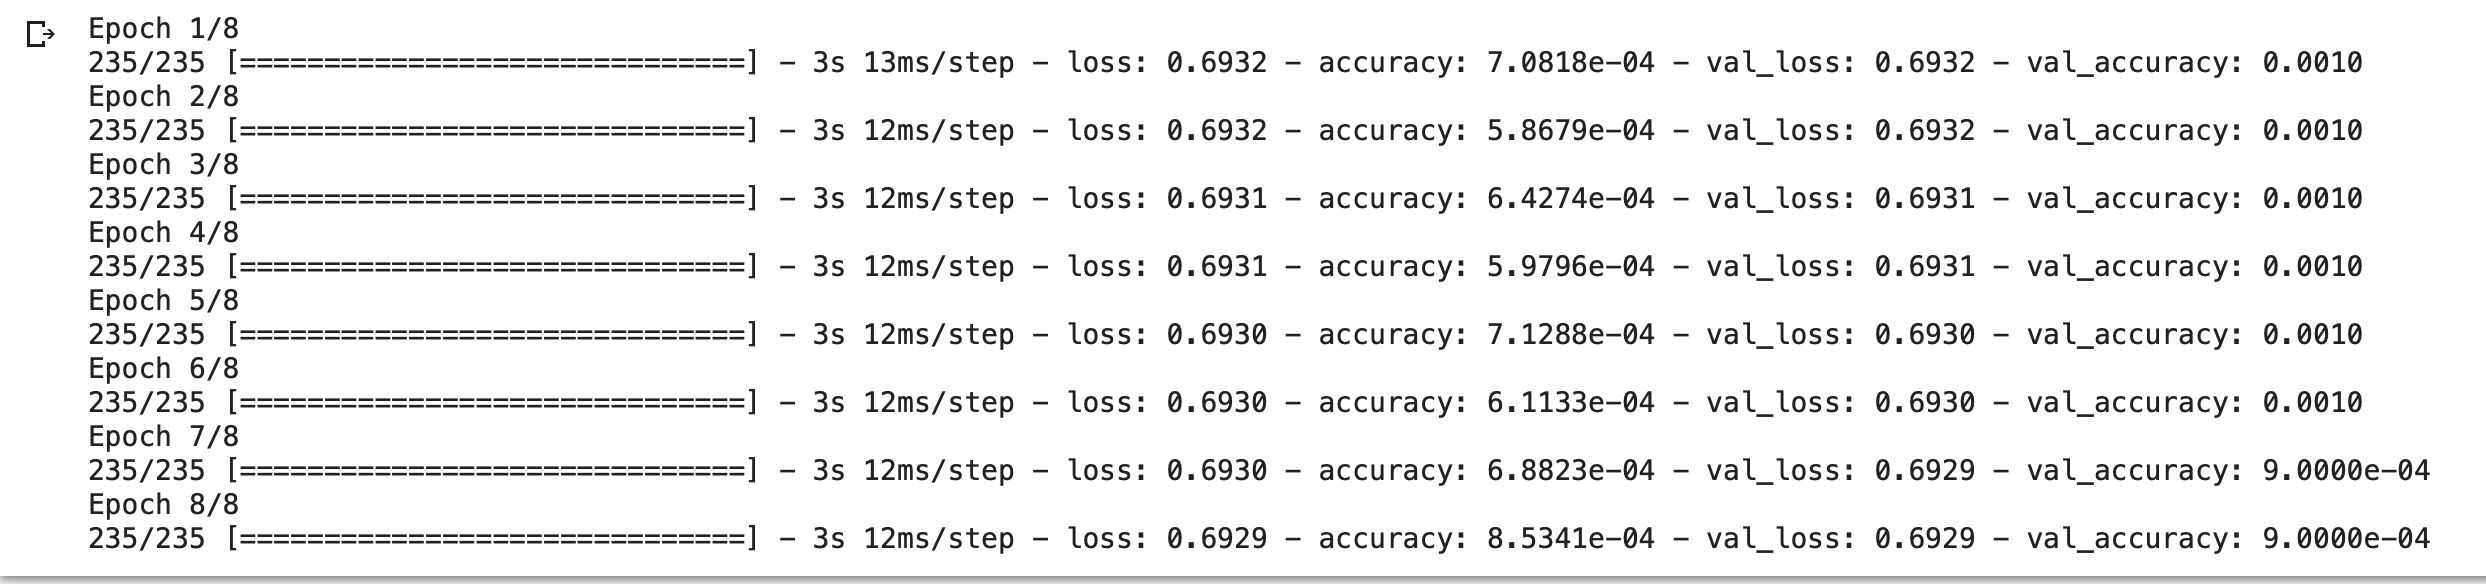 Epoch 1/8
235/235 [==============================] - 3s 13ms/step - loss: 0.6932 - accuracy: 7.0818e-04 - val_loss: 0.6932 - val_accuracy: 0.0010
Epoch 2/8
235/235 [==============================] - 3s 12ms/step - loss: 0.6932 - accuracy: 5.8679e-04 - val_loss: 0.6932 - val_accuracy: 0.0010
Epoch 3/8
235/235 [==============================] - 3s 12ms/step - loss: 0.6931 - accuracy: 6.4274e-04 - val_loss: 0.6931 - val_accuracy: 0.0010
Epoch 4/8
235/235 [==============================] - 3s 12ms/step - loss: 0.6931 - accuracy: 5.9796e-04 - val_loss: 0.6931 - val_accuracy: 0.0010
Epoch 5/8
235/235 [==============================] - 3s 12ms/step - loss: 0.6930 - accuracy: 7.1288e-04 - val_loss: 0.6930 - val_accuracy: 0.0010
Epoch 6/8
235/235 [==============================] - 3s 12ms/step - loss: 0.6930 - accuracy: 6.1133e-04 - val_loss: 0.6930 - val_accuracy: 0.0010
Epoch 7/8
235/235 [==============================] - 3s 12ms/step - loss: 0.6930 - accuracy: 6.8823e-04 - val_loss: 0.6929 - val_accuracy: 9.0000e-04
Epoch 8/8
235/235 [==============================] - 3s 12ms/step - loss: 0.6929 - accuracy: 8.5341e-04 - val_loss: 0.6929 - val_accuracy: 9.0000e-04